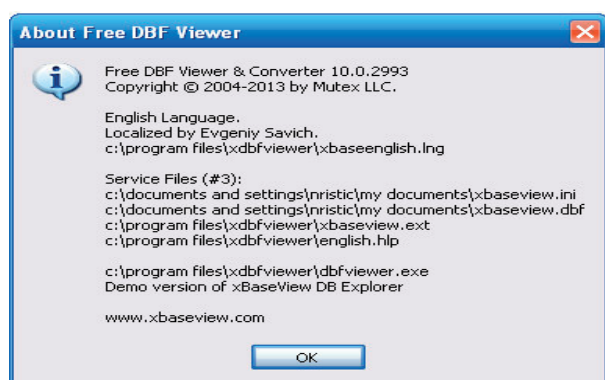 About Free DBF Viewer
Free DBF Viewer & Converter 10.0.2993
Copyright © 2004-2013 by Mutex LLC.
English Language.
Localized by Evgeniy Savich.
c:\program files\xdbfviewer\xbaseenglish.lng
Service Files (#3):
c:\documents and settings\nristic\my documents\xbaseview.ini
c:\documents and settings\nristic\my documents\xbaseview.dbf
c:\program files\xdbfviewer\xbaseview.ext
c:\program files\xdbfviewer\english.hlp
c:\program files\xdbfviewer\dbfviewer.exe
Demo version of xBaseView DB Explorer
www.xbaseview.com
OK